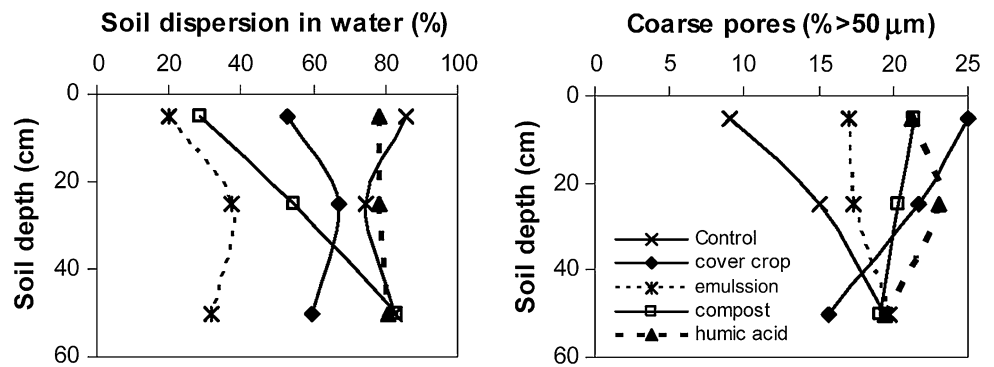 Soil dispersion in water (%)
0 20 40 60 80 100
0
20
40
60
Soil depth (cm)
Coarse pores (%>50 μm)
0 5 10 15 20 25
0
20
40
60
Soil depth (cm)
Control
cover crop
emulssion
compost
humic acid